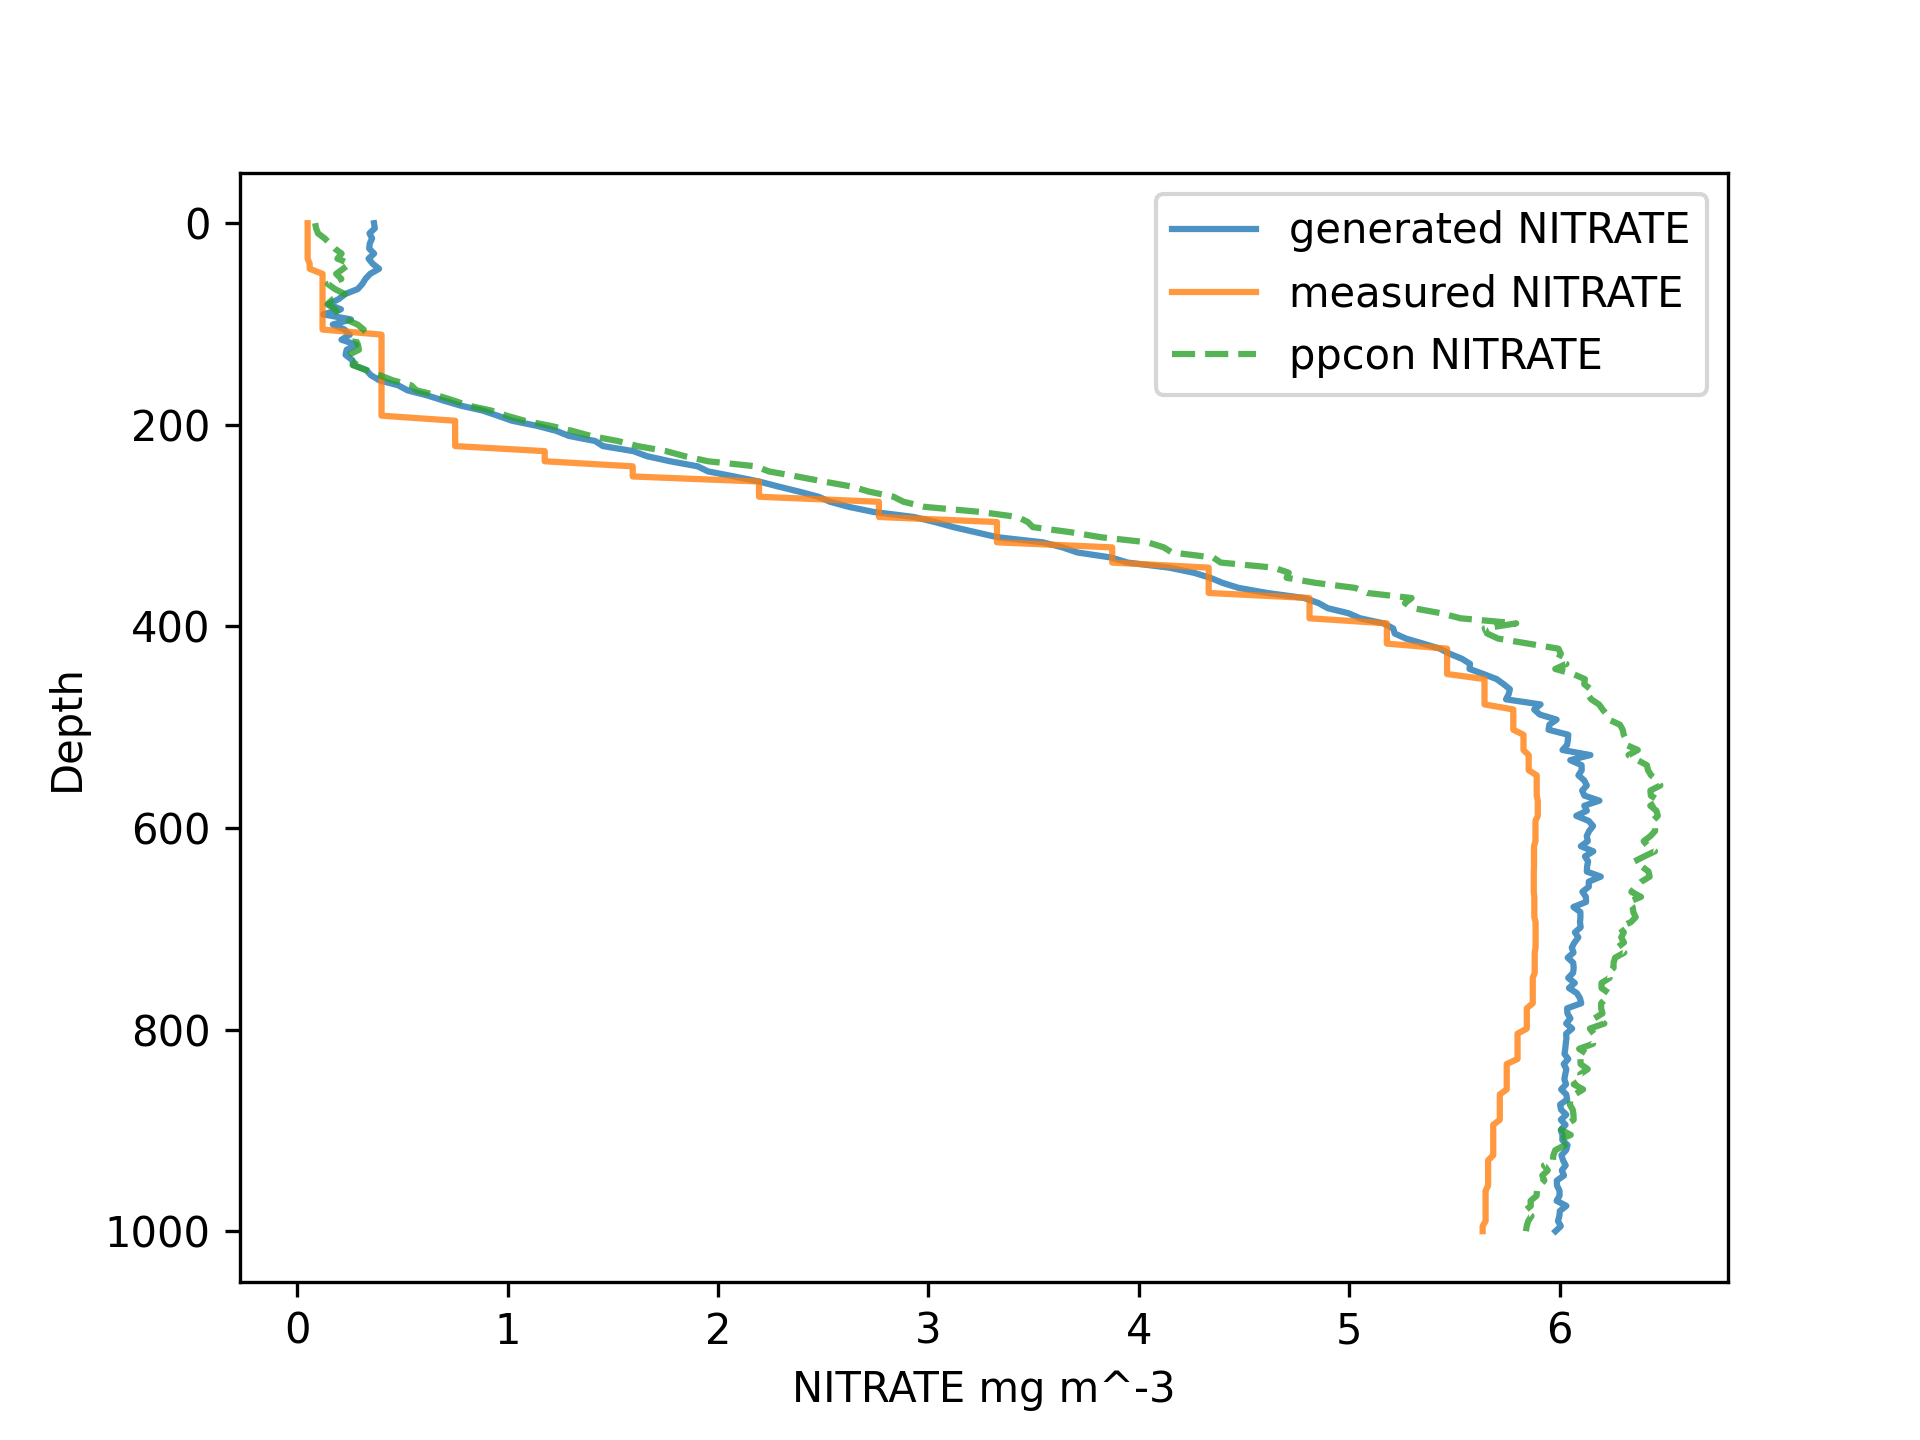 generated NITRATE
measured NITRATE
ppcon NITRATE
0
200
400
600
800
1000
Depth
0 1 2 3 4 5 6
NITRATE mg m^-3